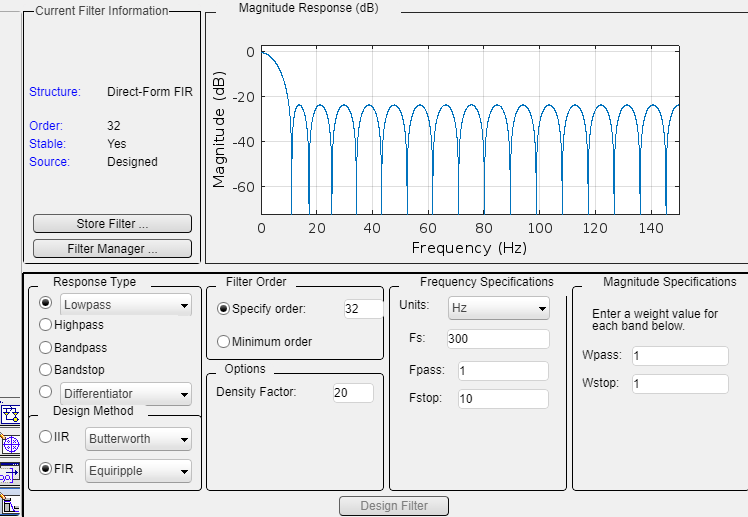 Current Filter Information
Structure: Direct-Form FIR
Order: 32
Stable: Yes
Source: Designed
Store Filter ...
Filter Manager ...
Magnitude Response (dB)
0
-20
-40
-60
Magnitude (dB)
0 20 40 60 80 100 120 140
Frequency (Hz)
Response Type
Lowpass
Highpass
Bandpass
Bandstop
Differentiator
Design Method
IIR Butterworth
FIR Equiripple
Filter Order
Specify order: 32
Minimum order
Options
Density Factor: 20
Frequency Specifications
Units: Hz
Fs: 300
Fpass: 1
Fstop: 10
Magnitude Specifications
Enter a weight value for
each band below.
Wpass: 1
Wstop: 1
Design Filter